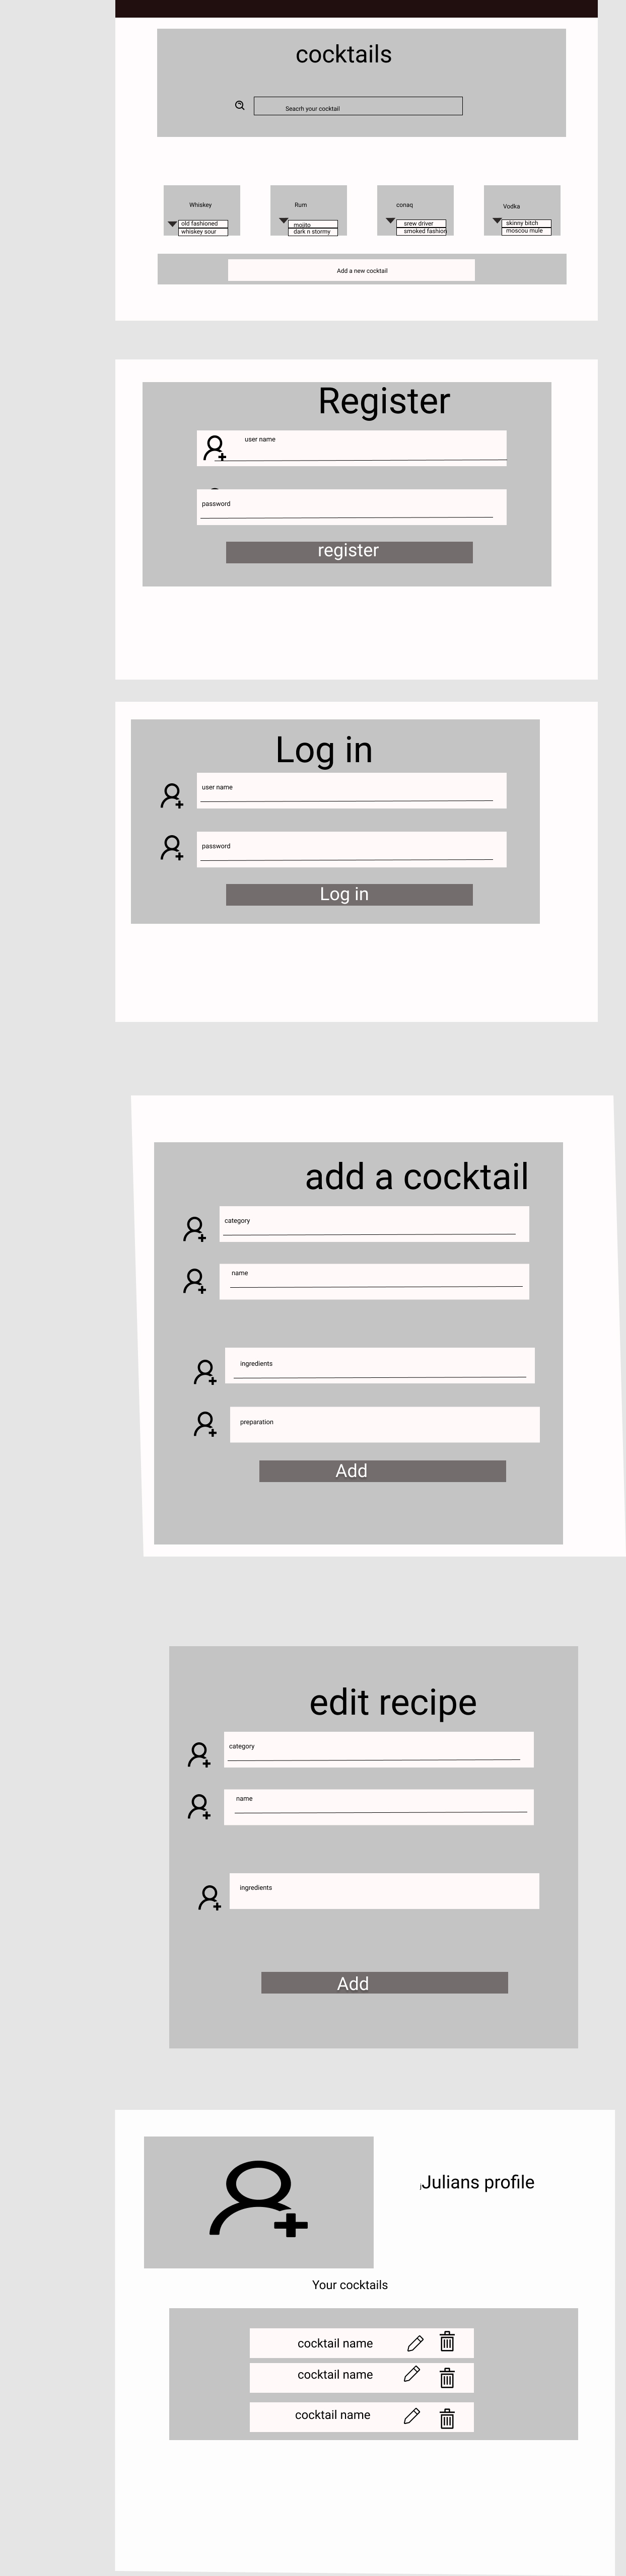 cocktails
Seacrh your cocktail
Whiskey
old fashioned
whiskey sour
Rum
mojito
dark n stormy
conaq
srew driver
smoked fashion
Vodka
skinny bitch
moscou mule
Add a new cocktail
Register
user name
password
register
Log in
user name
password
Log in
add a cocktail
category
name
ingredients
preparation
Add
edit recipe
category
name
ingredients
Add
jJulians profile
Your cocktails
cocktail name
cocktail name
cocktail name